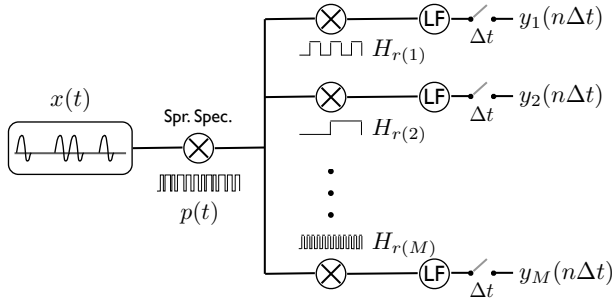 x(t)
Spr. Spec.
p(t)
H_{r(1)}
LF
Δt
y_1(nΔt)
H_{r(2)}
LF
Δt
y_2(nΔt)
H_{r(M)}
LF
Δt
y_M(nΔt)